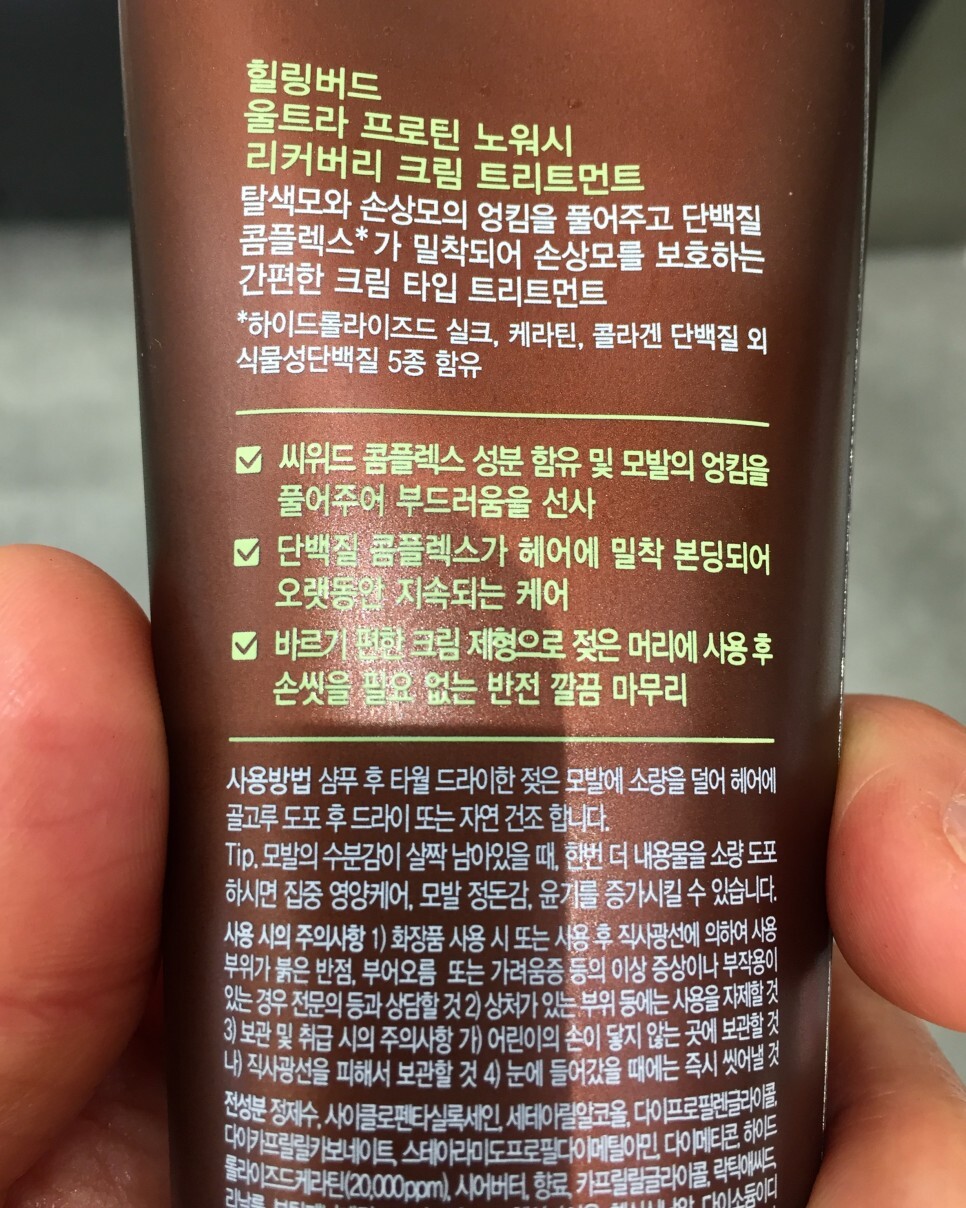 힐링버드
울트라 프로틴 노워시
리커버리 크림 트리트먼트
탈색모와 손상모의 엉킴을 풀어주고 단백질
콤플렉스*가 밀착되어 손상모를 보호하는
간편한 크림 타입 트리트먼트
*하이드롤라이즈드 실크, 케라틴, 콜라겐 단백질 외
식물성단백질 5종 함유
씨위드 콤플렉스 성분 함유 및 모발의 엉킴을
풀어주어 부드러움을 선사
단백질 콤플렉스가 헤어에 밀착 본딩되어
오랫동안 지속되는 케어
바르기 편한 크림 제형으로 젖은 머리에 사용 후
손씻을 필요 없는 반전 깔끔 마무리
사용방법 샴푸 후 타월 드라이한 젖은 모발에 소량을 덜어 헤어에
골고루 도포 후 드라이 또는 자연 건조 합니다.
Tip. 모발의 수분감이 살짝 남아있을 때, 한번 더 내용물을 소량 도포
하시면 집중 영양케어, 모발 정돈감, 윤기를 증가시킬 수 있습니다.
사용 시의 주의사항 1) 화장품 사용 시 또는 사용 후 직사광선에 의하여 사용
부위가 붉은 반점, 부어오름 또는 가려움증 등의 이상 증상이나 부작용이
있는 경우 전문의 등과 상담할 것 2) 상처가 있는 부위 등에는 사용을 자제할 것
3) 보관 및 취급 시의 주의사항 가) 어린이의 손이 닿지 않는 곳에 보관할 것
나) 직사광선을 피해서 보관할 것 4) 눈에 들어갔을 때에는 즉시 씻어낼 것
전성분 정제수, 사이클로펜타실록세인, 세테아릴알코올, 다이프로필렌글라이콜,
다이카프릴릴카보네이트, 스테아라미도프로필다이메틸아민, 다이메티콘, 하이드
롤라이즈드케라틴(20,000ppm), 시어버터, 향료, 카프릴릴글라이콜, 락틱애씨드,